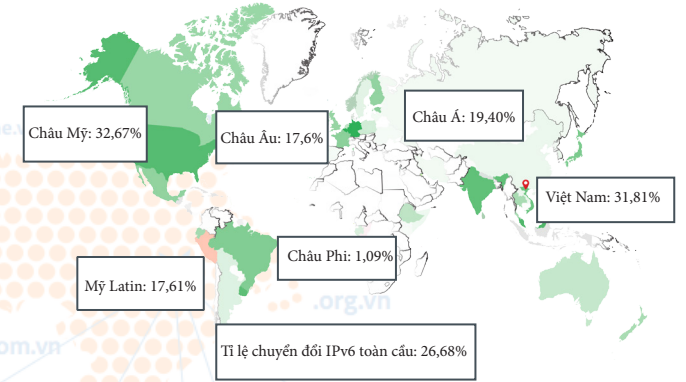 Châu Mỹ: 32,67%
Châu Âu: 17,6%
Châu Á: 19,40%
Việt Nam: 31,81%
Châu Phi: 1,09%
Mỹ Latin: 17,61%
.org.vn
om.vn
Tỉ lệ chuyển đổi IPv6 toàn cầu: 26,68%